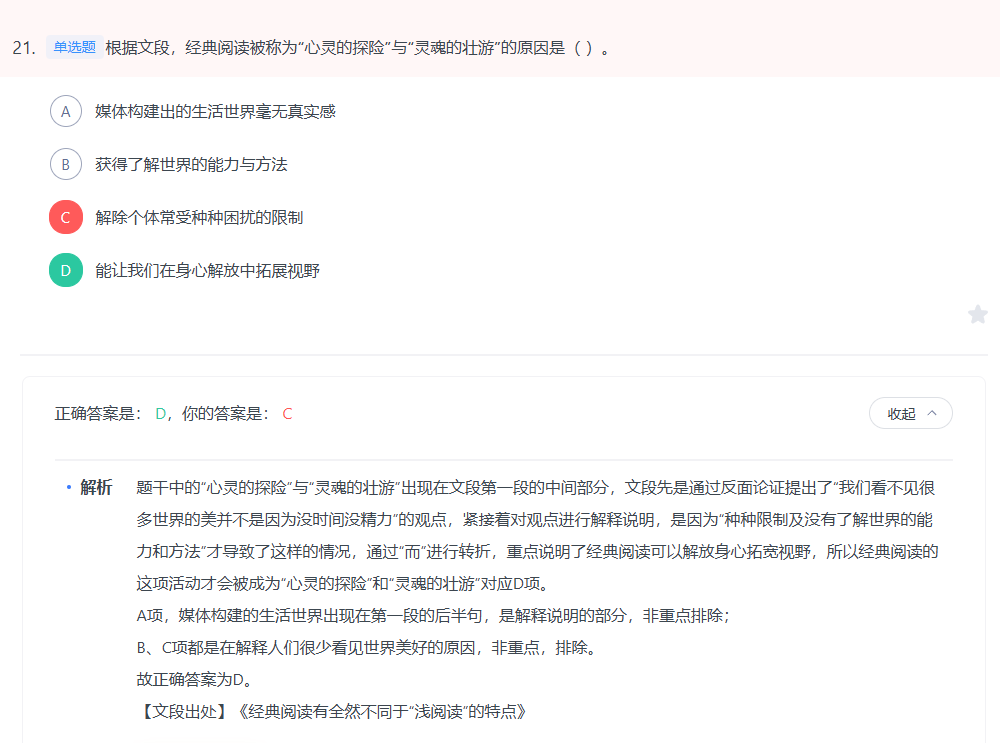 21. 单选题 根据文段，经典阅读被称为“心灵的探险”与“灵魂的壮游”的原因是（ ）。
A 媒体构建出的生活世界毫无真实感
B 获得了解世界的能力与方法
C 解除个体常受种种困扰的限制
D 能让我们在身心解放中拓展视野
正确答案是： D，你的答案是： C
收起
• 解析 题干中的“心灵的探险”与“灵魂的壮游”出现在文段第一段的中间部分，文段先是通过反面论证提出了“我们看不见很
多世界的美并不是因为没时间没精力”的观点，紧接着对观点进行解释说明，是因为“种种限制及没有了解世界的能
力和方法”才导致了这样的情况，通过“而”进行转折，重点说明了经典阅读可以解放身心拓宽视野，所以经典阅读的
这项活动才会被成为“心灵的探险”和“灵魂的壮游”对应D项。
A项，媒体构建的生活世界出现在第一段的后半句，是解释说明的部分，非重点排除；
B、C项都是在解释人们很少看见世界美好的原因，非重点，排除。
故正确答案为D。
【文段出处】《经典阅读有全然不同于“浅阅读”的特点》